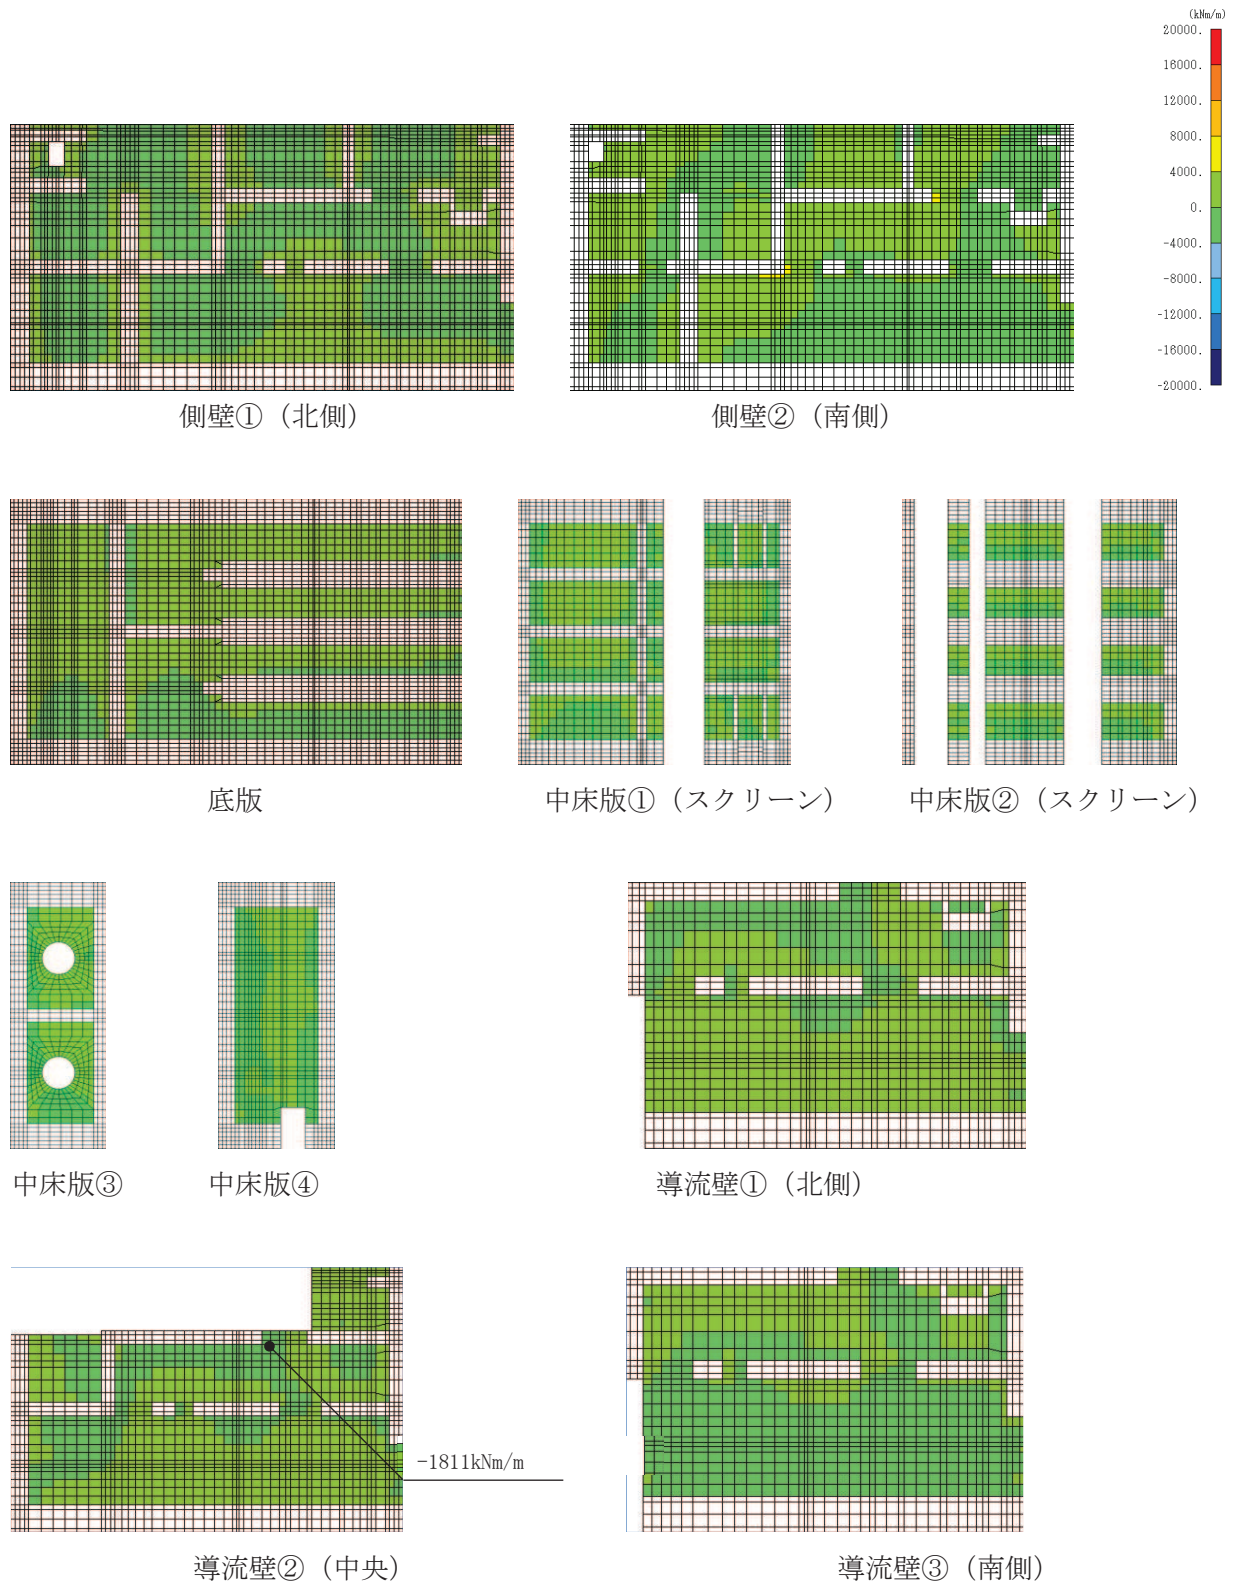 (kNm/m)
20000.
16000.
12000.
8000.
4000.
0.
-4000.
-8000.
-12000.
-16000.
-20000.
側壁①（北側）
側壁②（南側）
底版
中床版①（スクリーン）
中床版②（スクリーン）
中床版③
中床版④
導流壁①（北側）
-1811kNm/m
導流壁②（中央）
導流壁③（南側）